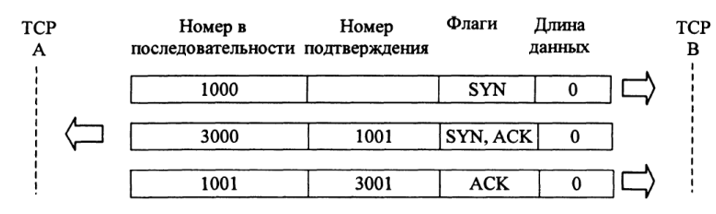 TCP Номер в Номер Флаги Длина TCP
A последовательности подтверждения данных B
1000 SYN 0
3000 1001 SYN, ACK 0
1001 3001 ACK 0